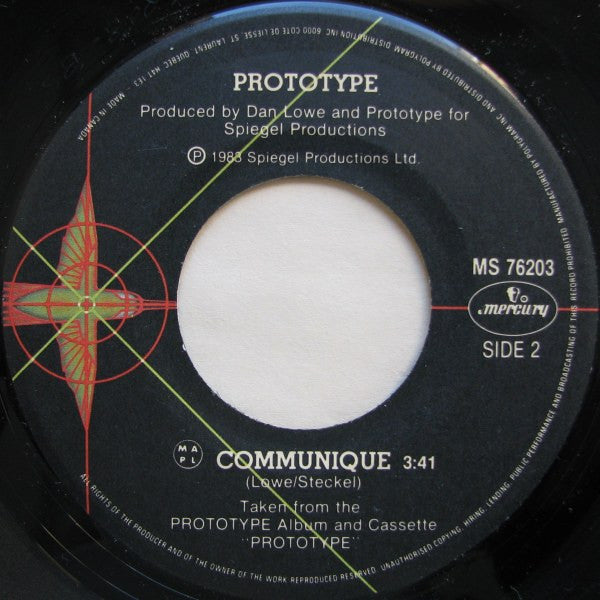 PROTOTYPE
Produced by Dan Lowe and Prototype for
Spiegel Productions
Ⓟ 1983 Spiegel Productions Ltd.
MS 76203
mercury
SIDE 2
MA
PL
COMMUNIQUE 3:41
(Lowe/Steckel)
Taken from the
PROTOTYPE Album and Cassette
"PROTOTYPE"
MADE IN CANADA
MANUFACTURED BY POLYGRAM INC AND DISTRIBUTED BY POLYGRAM DISTRIBUTION INC 6000 COTE DE LIESSE, ST. LAURENT, QUEBEC H4T 1E3
ALL RIGHTS OF THE PRODUCER AND OF THE OWNER OF THE WORK REPRODUCED RESERVED. UNAUTHORISED COPYING, HIRING, LENDING, PUBLIC PERFORMANCE AND BROADCASTING OF THIS RECORD PROHIBITED.